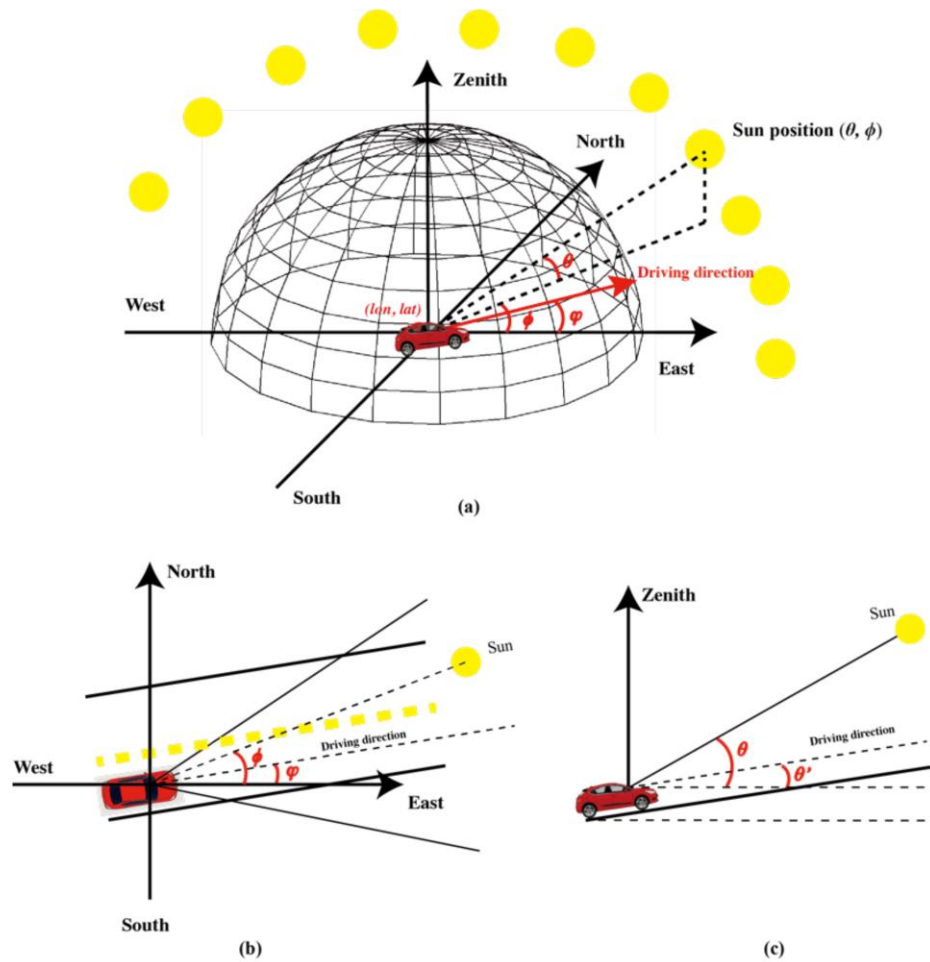 Zenith
Sun position (θ, ϕ)
North
θ
Driving direction
West
(lon, lat)
ϕ
φ
East
South
(a)
North
Sun
Driving direction
ϕ
φ
West
East
South
(b)
Zenith
Sun
Driving direction
θ
θ'
(c)